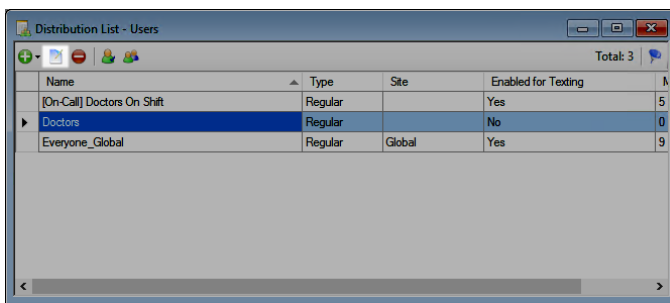 Distribution List - Users
Total: 3
Name Type Site Enabled for Texting
[On-Call] Doctors On Shift Regular Yes 5
Doctors Regular No 0
Everyone_Global Regular Global Yes 9